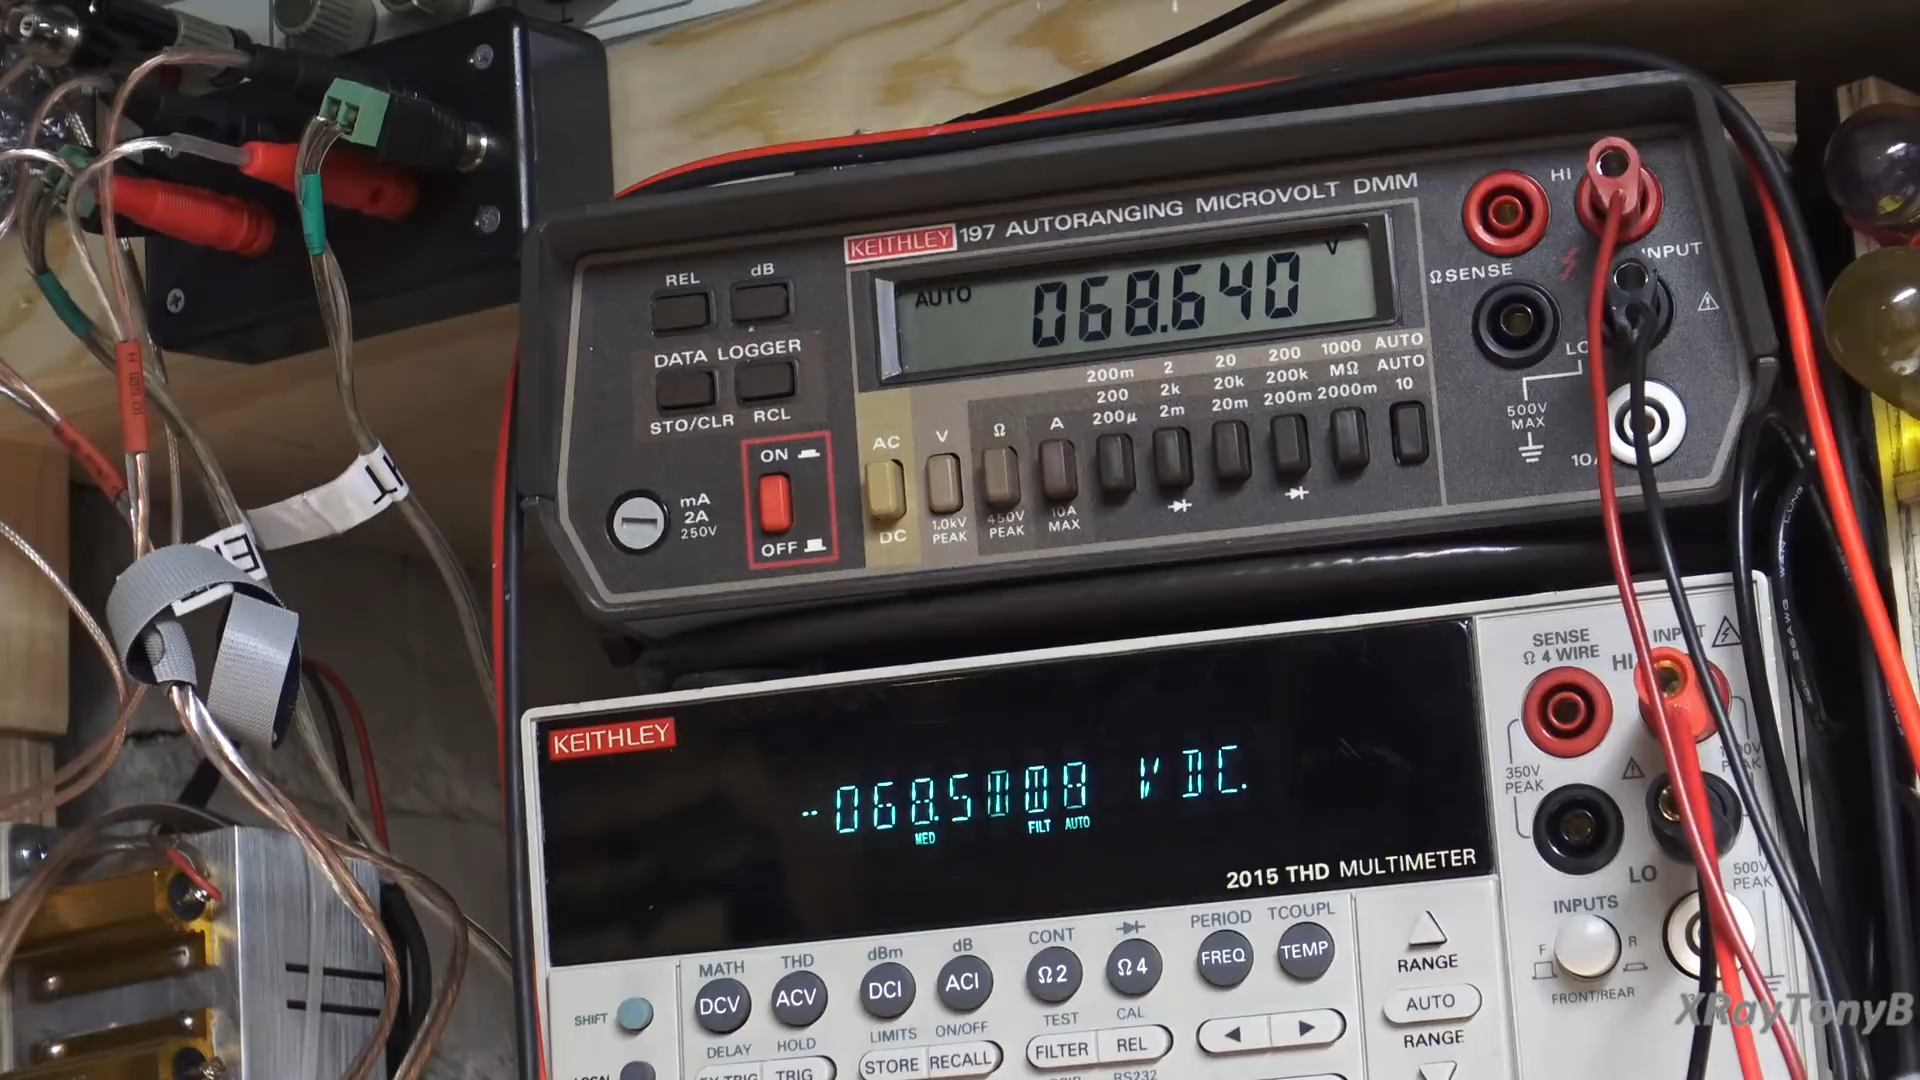 KEITHLEY 197 AUTORANGING MICROVOLT DMM
HI
REL dB
AUTO 068.640 V
INPUT
Ω SENSE
DATA LOGGER
STO/CLR RCL
LO
200m 2 20 200 1000 AUTO
200 2k 20k 200k MΩ AUTO
200µ 2m 20m 200m 2000m 10
500V
MAX
ON
OFF
mA
2A
250V
AC V Ω A
DC
1.0kV
PEAK
450V
PEAK
10A
MAX
10A
KEITHLEY
-068.5008 VDC
MED FILT AUTO
2015 THD MULTIMETER
SENSE
Ω 4 WIRE
INPUT
HI
350V
PEAK
PEAK
LO
500V
PEAK
INPUTS
F R
FRONT/REAR
MATH THD dBm dB CONT PERIOD TCOUPL
DCV ACV DCI ACI Ω2 Ω4 FREQ TEMP
RANGE
AUTO
RANGE
SHIFT
DELAY HOLD LIMITS ON/OFF TEST CAL
TRIG STORE RECALL FILTER REL
RS232
XRayTonyB